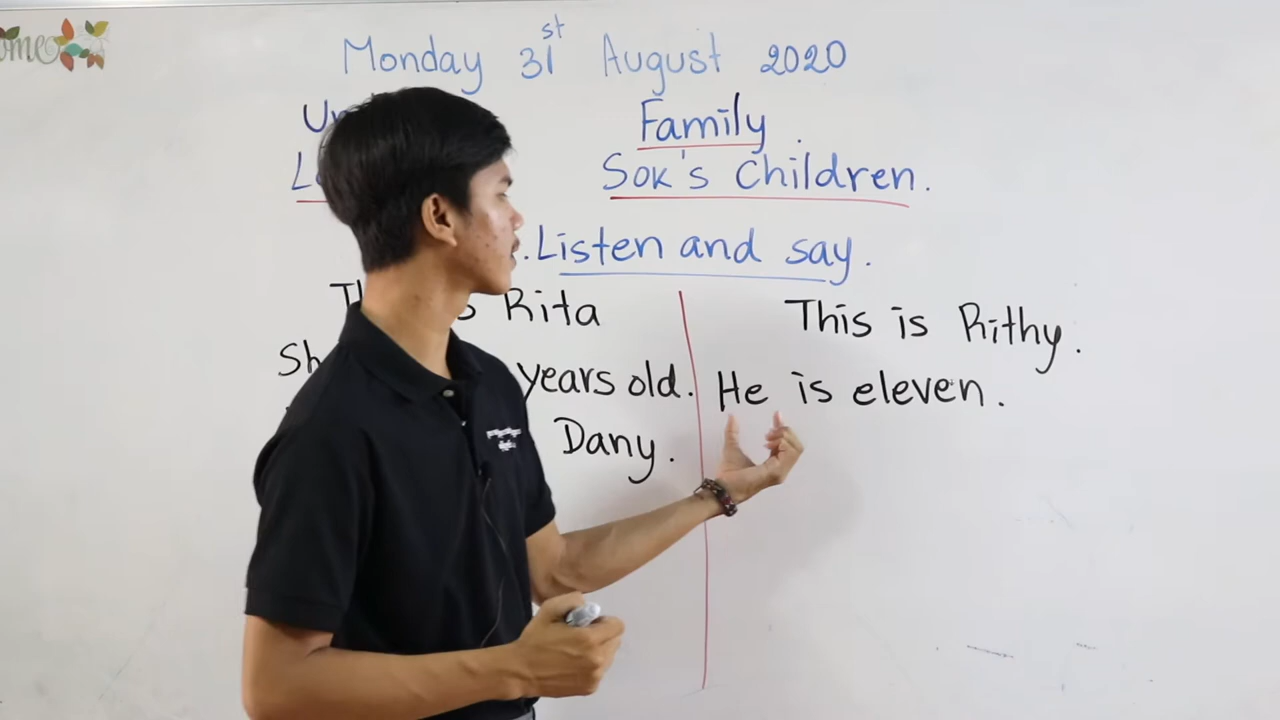 Monday 31st August 2020
Family
Sok's children.
Listen and say.
Rita
years old.
Dany.
This is Rithy.
He is eleven.